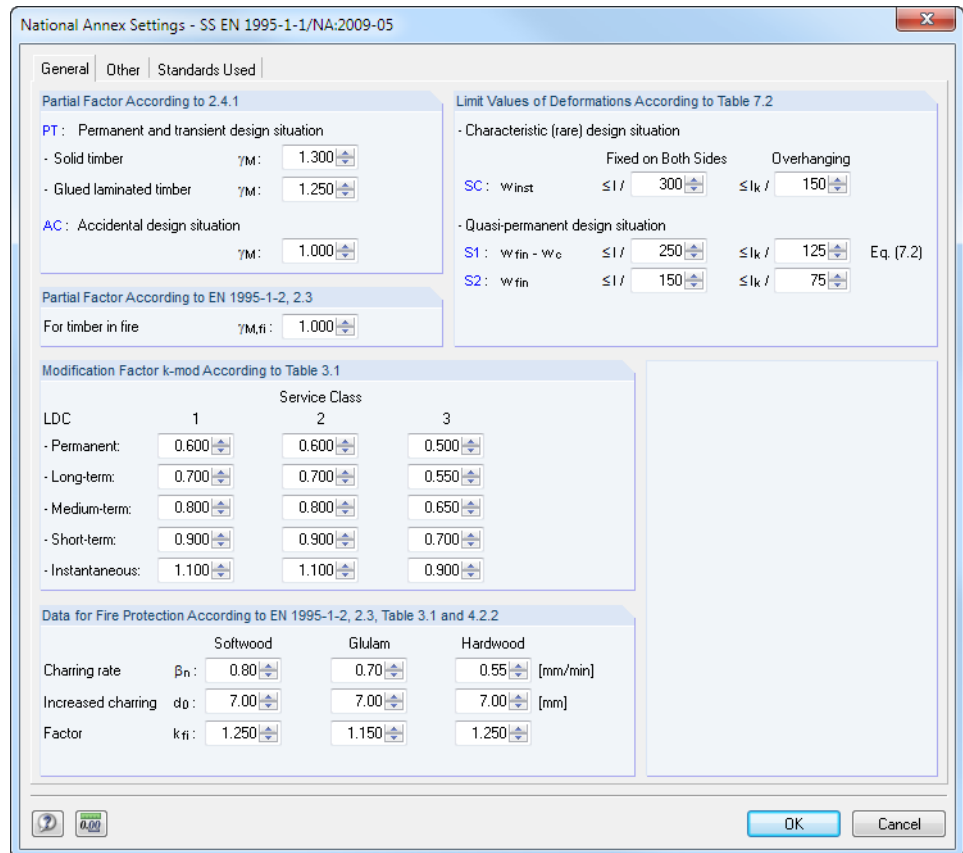 National Annex Settings - SS EN 1995-1-1/NA:2009-05
General Other Standards Used
Partial Factor According to 2.4.1
PT : Permanent and transient design situation
- Solid timber γM : 1.300
- Glued laminated timber γM : 1.250
AC : Accidental design situation
γM : 1.000
Partial Factor According to EN 1995-1-2, 2.3
For timber in fire γM,fi : 1.000
Limit Values of Deformations According to Table 7.2
- Characteristic (rare) design situation
Fixed on Both Sides Overhanging
SC : w inst ≤ l / 300 ≤ lk / 150
- Quasi-permanent design situation
S1 : w fin - w c ≤ l / 250 ≤ lk / 125 Eq. (7.2)
S2 : w fin ≤ l / 150 ≤ lk / 75
Modification Factor k-mod According to Table 3.1
Service Class
LDC 1 2 3
- Permanent: 0.600 0.600 0.500
- Long-term: 0.700 0.700 0.550
- Medium-term: 0.800 0.800 0.650
- Short-term: 0.900 0.900 0.700
- Instantaneous: 1.100 1.100 0.900
Data for Fire Protection According to EN 1995-1-2, 2.3, Table 3.1 and 4.2.2
Softwood Glulam Hardwood
Charring rate βn : 0.80 0.70 0.55 [mm/min]
Increased charring d0 : 7.00 7.00 7.00 [mm]
Factor k fi : 1.250 1.150 1.250
0.00
OK Cancel